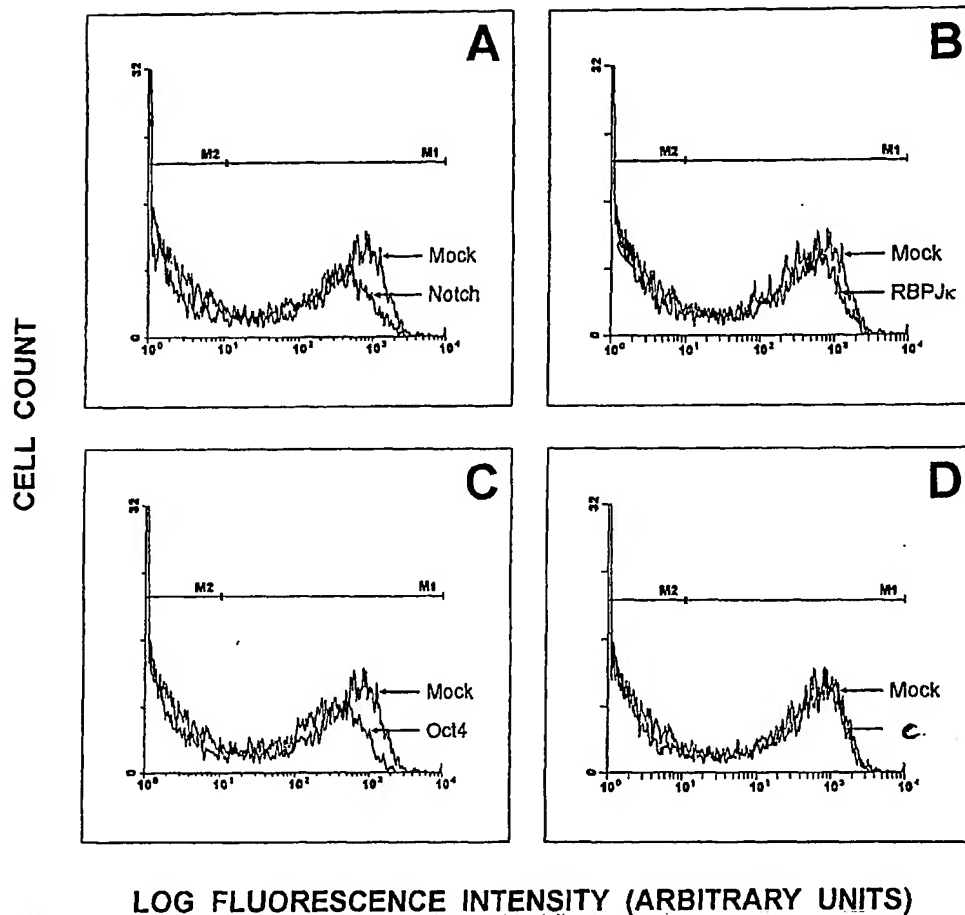 A
32
M2
M1
Mock
Notch
0
10⁰
10¹
10²
10³
10⁴
B
32
M2
M1
Mock
RBPJκ
0
10⁰
10¹
10²
10³
10⁴
CELL COUNT
C
32
M2
M1
Mock
Oct4
0
10⁰
10¹
10²
10³
10⁴
D
32
M2
M1
Mock
c.
0
10⁰
10¹
10²
10³
10⁴
LOG FLUORESCENCE INTENSITY (ARBITRARY UNITS)